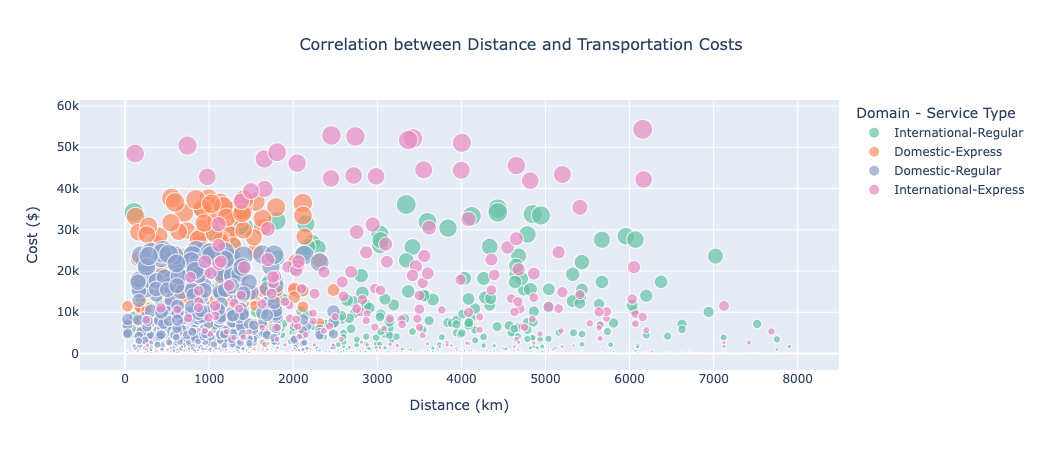 Correlation between Distance and Transportation Costs
60k
50k
40k
30k
20k
10k
0
Cost ($)
0 1000 2000 3000 4000 5000 6000 7000 8000
Distance (km)
Domain - Service Type
International-Regular
Domestic-Express
Domestic-Regular
International-Express